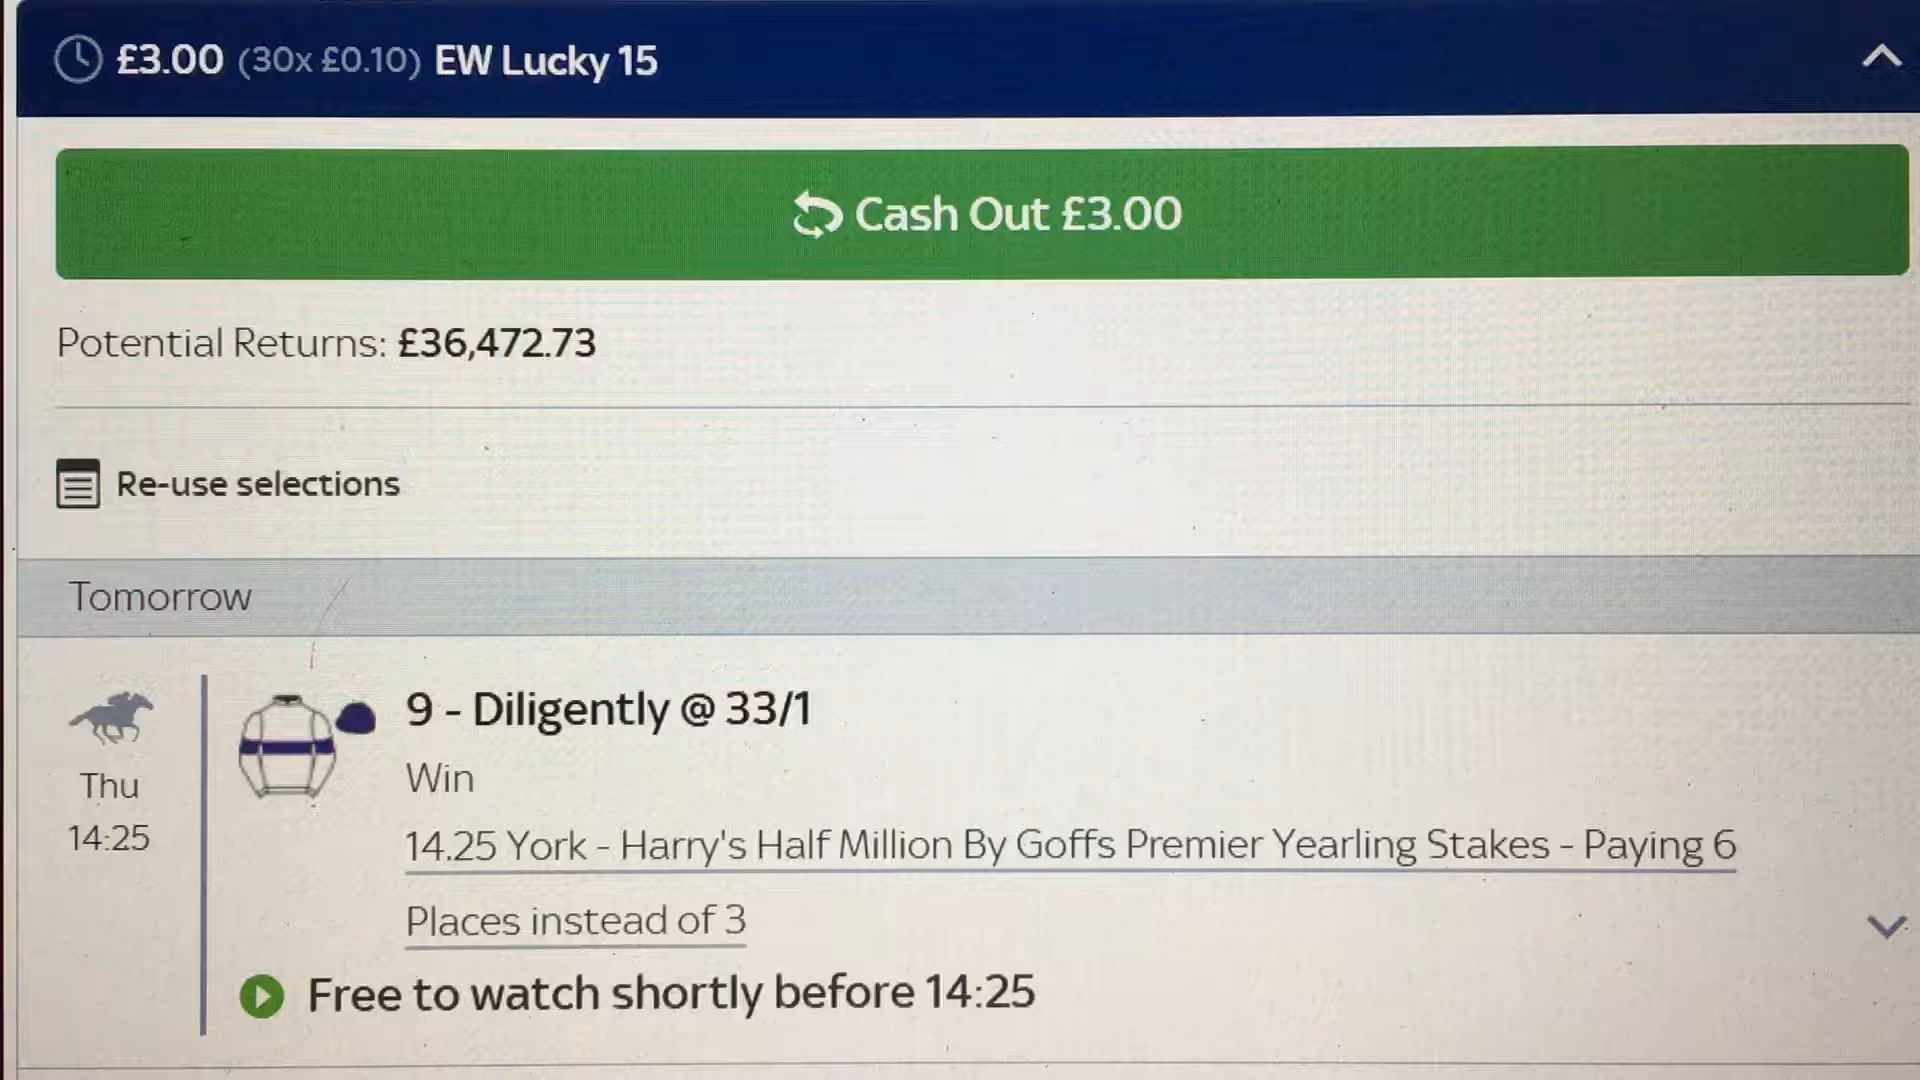 £3.00 (30x £0.10) EW Lucky 15
Cash Out £3.00
Potential Returns: £36,472.73
Re-use selections
Tomorrow
9 - Diligently @ 33/1
Thu
Win
14:25
14.25 York - Harry's Half Million By Goffs Premier Yearling Stakes - Paying 6
Places instead of 3
Free to watch shortly before 14:25